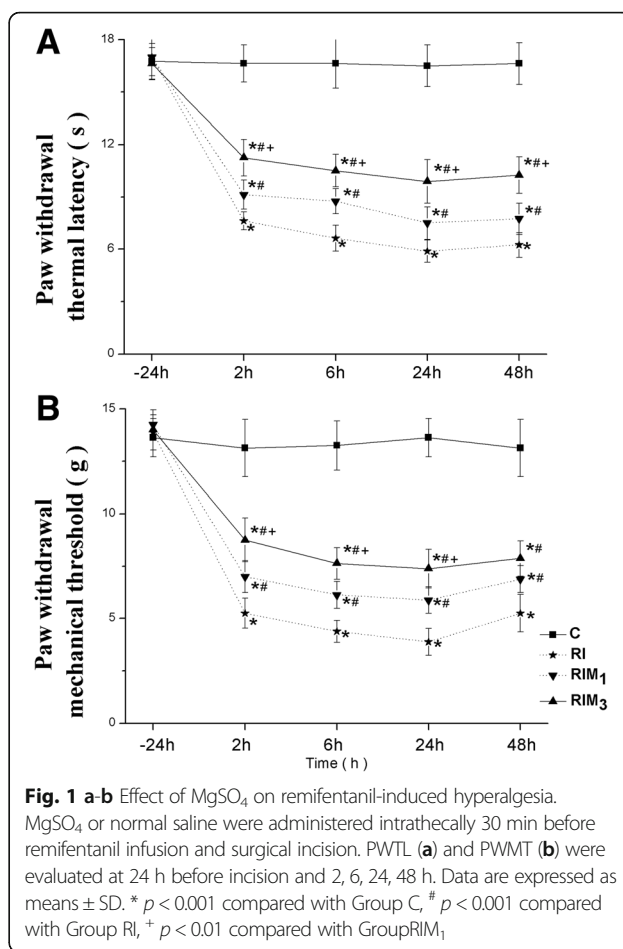 A
Paw withdrawal
thermal latency ( s )
18
12
6
0
*#+ *#+ *#+ *#+
*# *# *# *#
* * * *
-24h 2h 6h 24h 48h
B
Paw withdrawal
mechanical threshold ( g )
15
10
5
0
*#+ *#+ *#+ *#
*# *# *# *#
* * * *
C
RI
RIM₁
RIM₃
-24h 2h 6h 24h 48h
Time ( h )
Fig. 1 a-b Effect of MgSO₄ on remifentanil-induced hyperalgesia.
MgSO₄ or normal saline were administered intrathecally 30 min before
remifentanil infusion and surgical incision. PWTL (a) and PWMT (b) were
evaluated at 24 h before incision and 2, 6, 24, 48 h. Data are expressed as
means ± SD. * p < 0.001 compared with Group C, # p < 0.001 compared
with Group RI, + p < 0.01 compared with GroupRIM₁